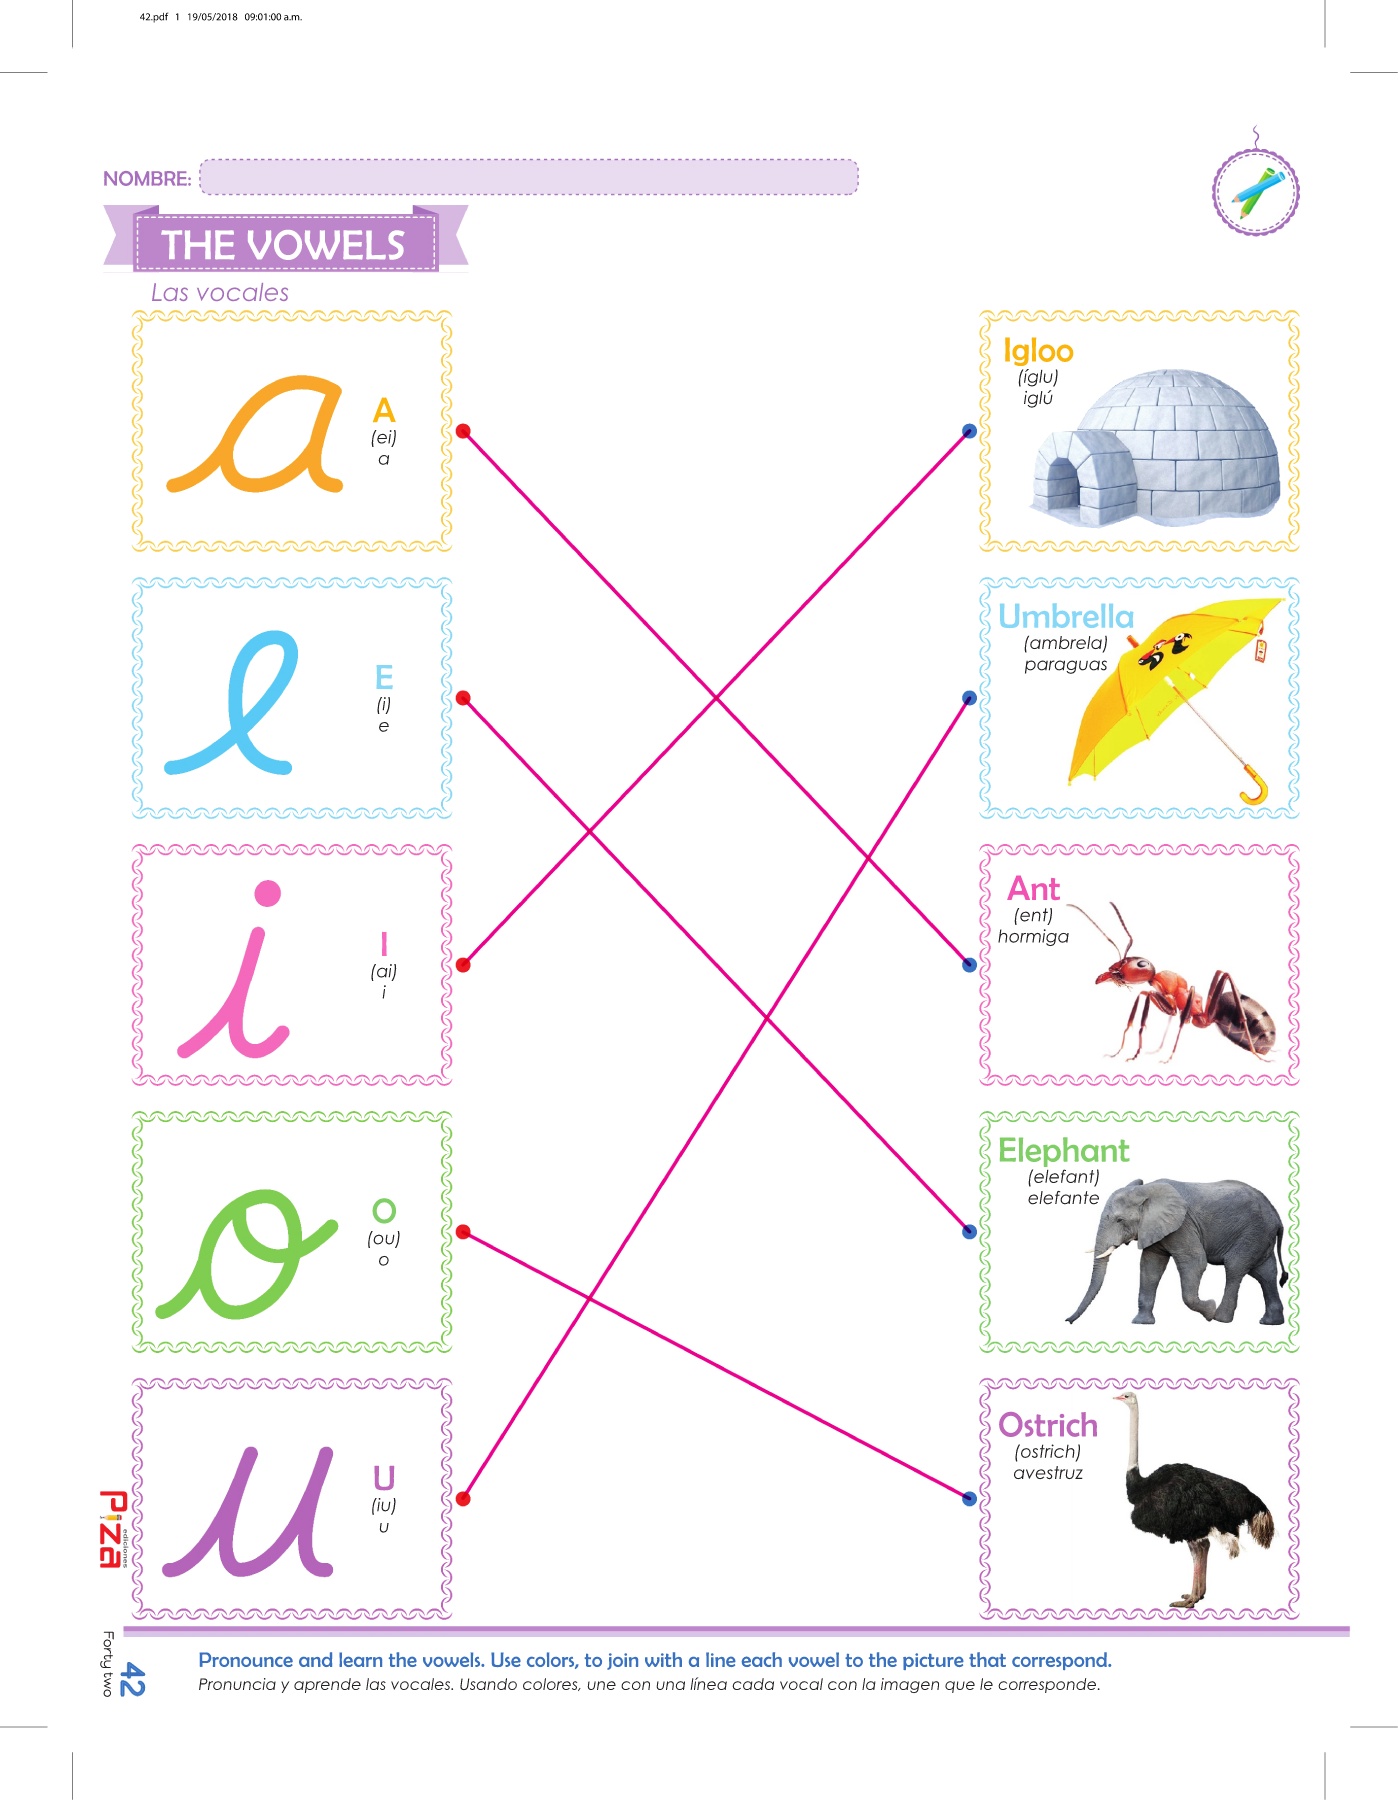 42.pdf 1 19/05/2018 09:01:00 a.m.
NOMBRE:
THE VOWELS
Las vocales
a
A
(ei)
a
e
E
(i)
e
i
I
(ai)
i
o
O
(ou)
o
u
U
(iu)
u
Igloo
(íglu)
iglú
Umbrella
(ambrela)
paraguas
Ant
(ent)
hormiga
Elephant
(elefant)
elefante
Ostrich
(ostrich)
avestruz
Piza
ediciones
Forty two
42
Pronounce and learn the vowels. Use colors, to join with a line each vowel to the picture that correspond.
Pronuncia y aprende las vocales. Usando colores, une con una línea cada vocal con la imagen que le corresponde.